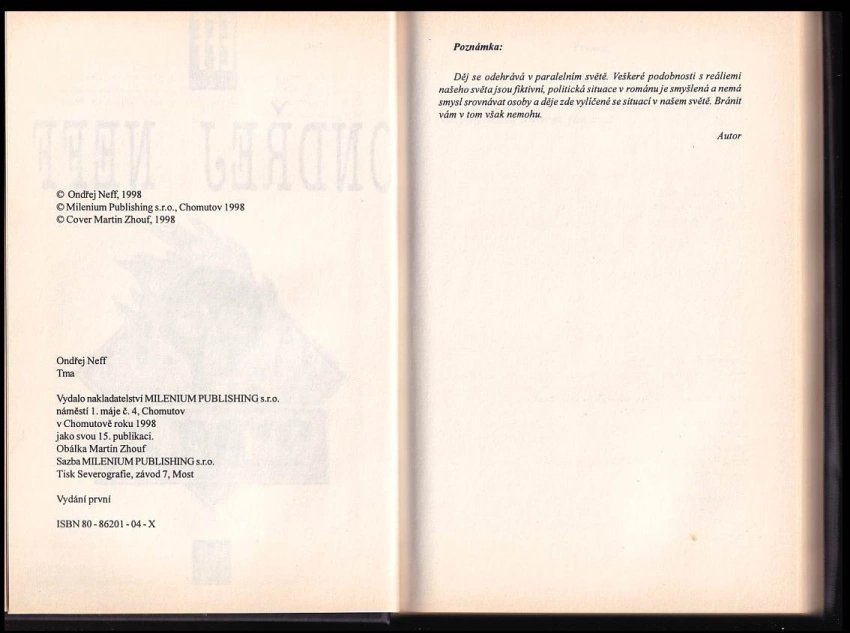 © Ondřej Neff, 1998
© Milenium Publishing s.r.o., Chomutov 1998
© Cover Martin Zhouf, 1998
Ondřej Neff
Tma
Vydalo nakladatelství MILENIUM PUBLISHING s.r.o.
náměstí 1. máje č. 4, Chomutov
v Chomutově roku 1998
jako svou 15. publikaci.
Obálka Martin Zhouf
Sazba MILENIUM PUBLISHING s.r.o.
Tisk Severografie, závod 7, Most
Vydání první
ISBN 80 - 86201 - 04 - X
Poznámka:
Děj se odehrává v paralelním světě. Veškeré podobnosti s reáliemi
našeho světa jsou fiktivní, politická situace v románu je smyšlená a nemá
smysl srovnávat osoby a děje zde vylíčené se situací v našem světě. Bránit
vám v tom však nemohu.
Autor